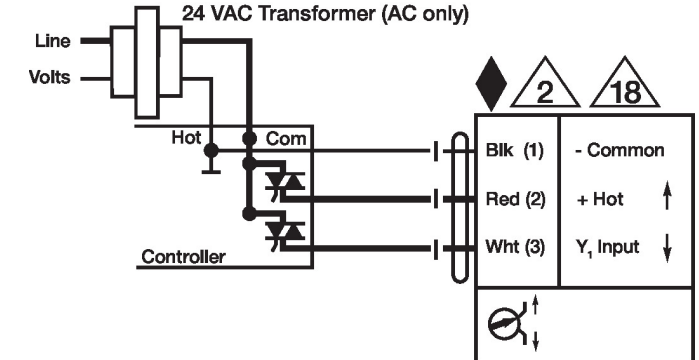 24 VAC Transformer (AC only)
Line
Volts
2
18
Hot
Com
Blk (1)
- Common
Red (2)
+ Hot
Wht (3)
Y1 Input
Controller